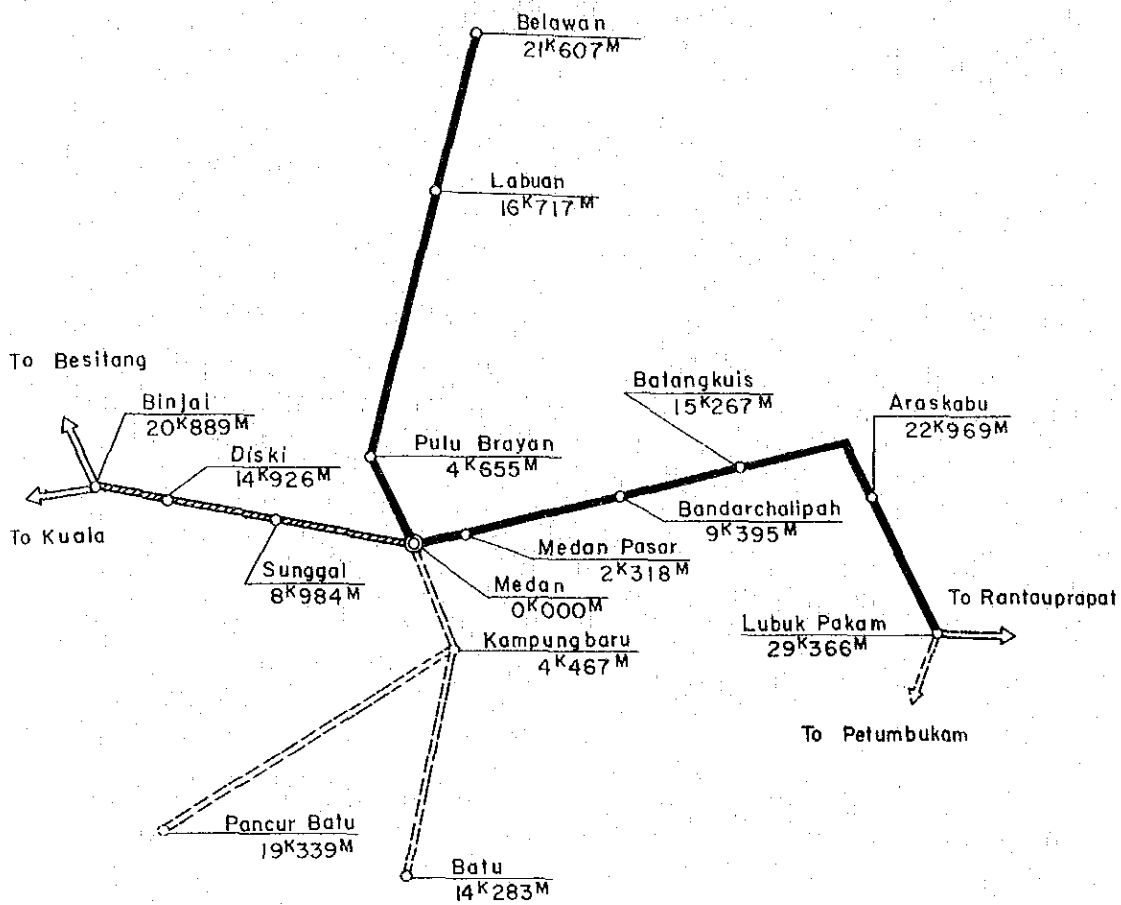 Belawan
21K607M
Labuan
16K717M
To Besitang
Binjal
20K889M
Diski
14K926M
To Kuala
Sunggal
8K984M
Pulu Brayan
4K655M
Medan
0K000M
Medan Pasar
2K318M
Bandarchalipah
9K395M
Batangkuis
15K267M
Araskabu
22K969M
Lubuk Pakam
29K366M
To Rantauprapat
To Petumbukam
Kampungbaru
4K467M
Pancur Batu
19K339M
Batu
14K283M